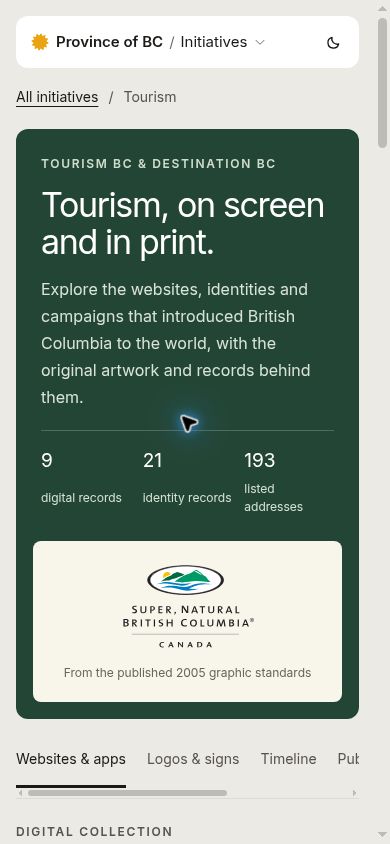 Province of BC / Initiatives
All initiatives / Tourism
TOURISM BC & DESTINATION BC
Tourism, on screen
and in print.
Explore the websites, identities and
campaigns that introduced British
Columbia to the world, with the
original artwork and records behind
them.
9 21 193
digital records identity records listed
addresses
SUPER, NATURAL
BRITISH COLUMBIA®
CANADA
From the published 2005 graphic standards
Websites & apps Logos & signs Timeline Pub
DIGITAL COLLECTION